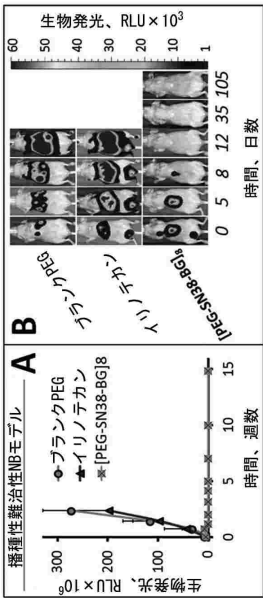 播種性難治性NBモデル
A
ブランクPEG
イリノテカン
[PEG-SN38-BG]8
生物発光、RLU×10⁶
300
200
100
0
0
5
10
15
時間、週数
B
生物発光、RLU×10³
60
50
40
30
20
10
1
ブランクPEG
イリノテカン
[PEG-SN38-BG]₈
0 5 8 12 35 105
時間、日数